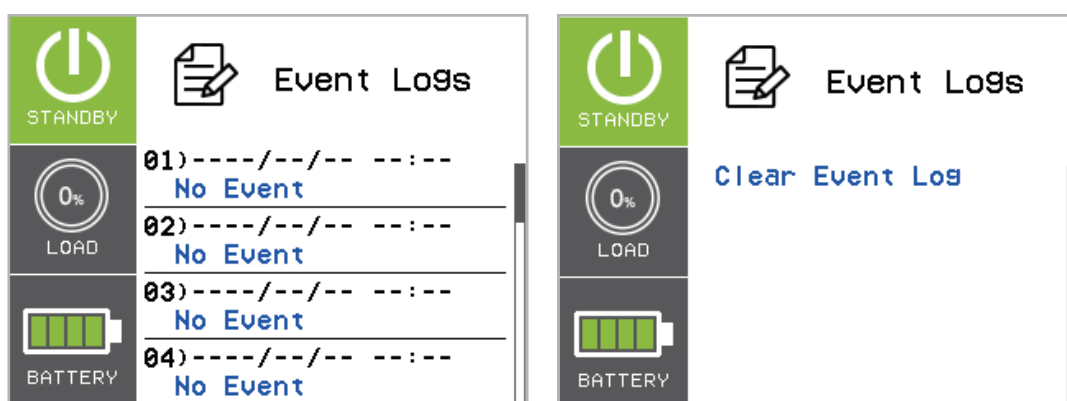 STANDBY
Event Logs
0%
LOAD
BATTERY
01)----/--/-- --:--
No Event
02)----/--/-- --:--
No Event
03)----/--/-- --:--
No Event
04)----/--/-- --:--
No Event
STANDBY
Event Logs
0%
LOAD
BATTERY
Clear Event Log